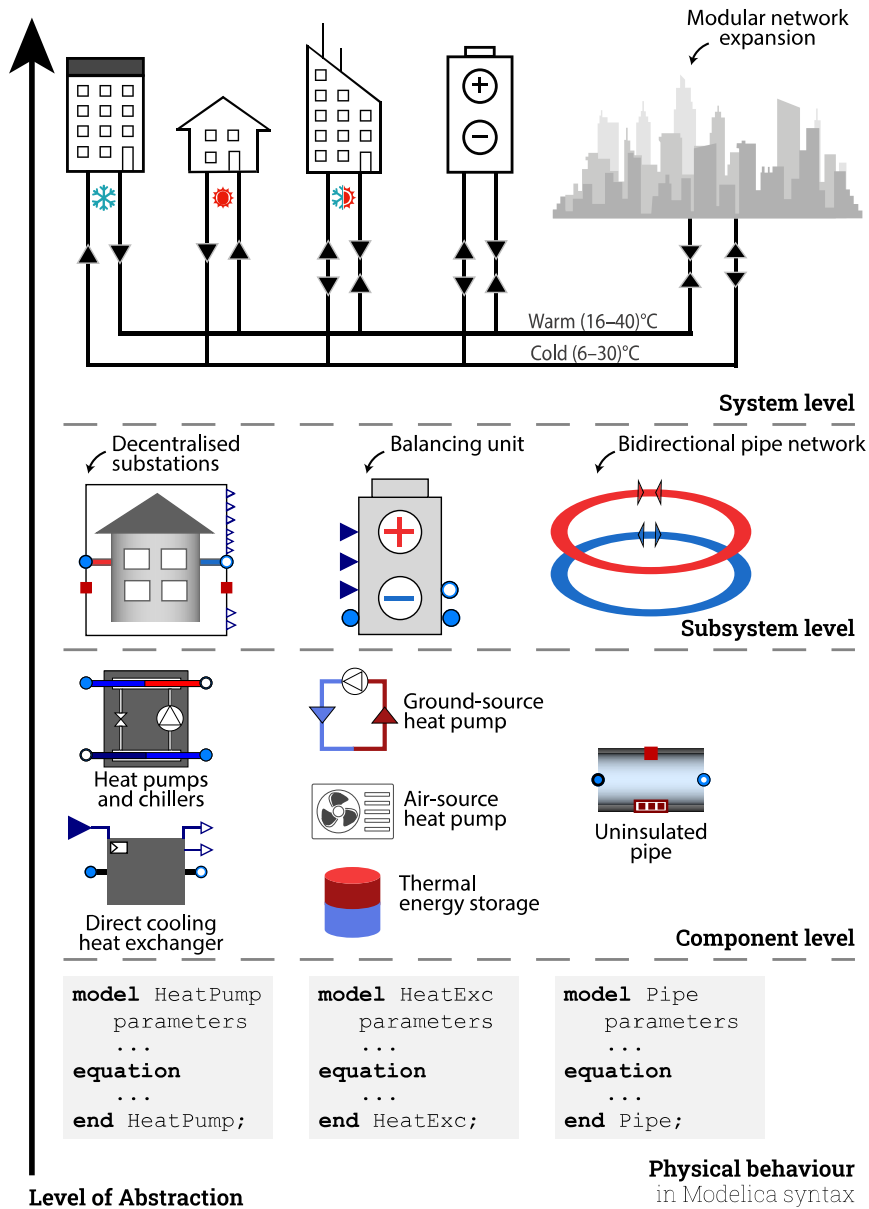 Modular network
expansion
Warm (16–40)°C
Cold (6–30)°C
System level
Decentralised
substations
Balancing unit
Bidirectional pipe network
Subsystem level
Heat pumps
and chillers
Direct cooling
heat exchanger
Ground-source
heat pump
Air-source
heat pump
Thermal
energy storage
Uninsulated
pipe
Component level
model HeatPump
parameters
...
equation
...
end HeatPump;
model HeatExc
parameters
...
equation
...
end HeatExc;
model Pipe
parameters
...
equation
...
end Pipe;
Physical behaviour
in Modelica syntax
Level of Abstraction